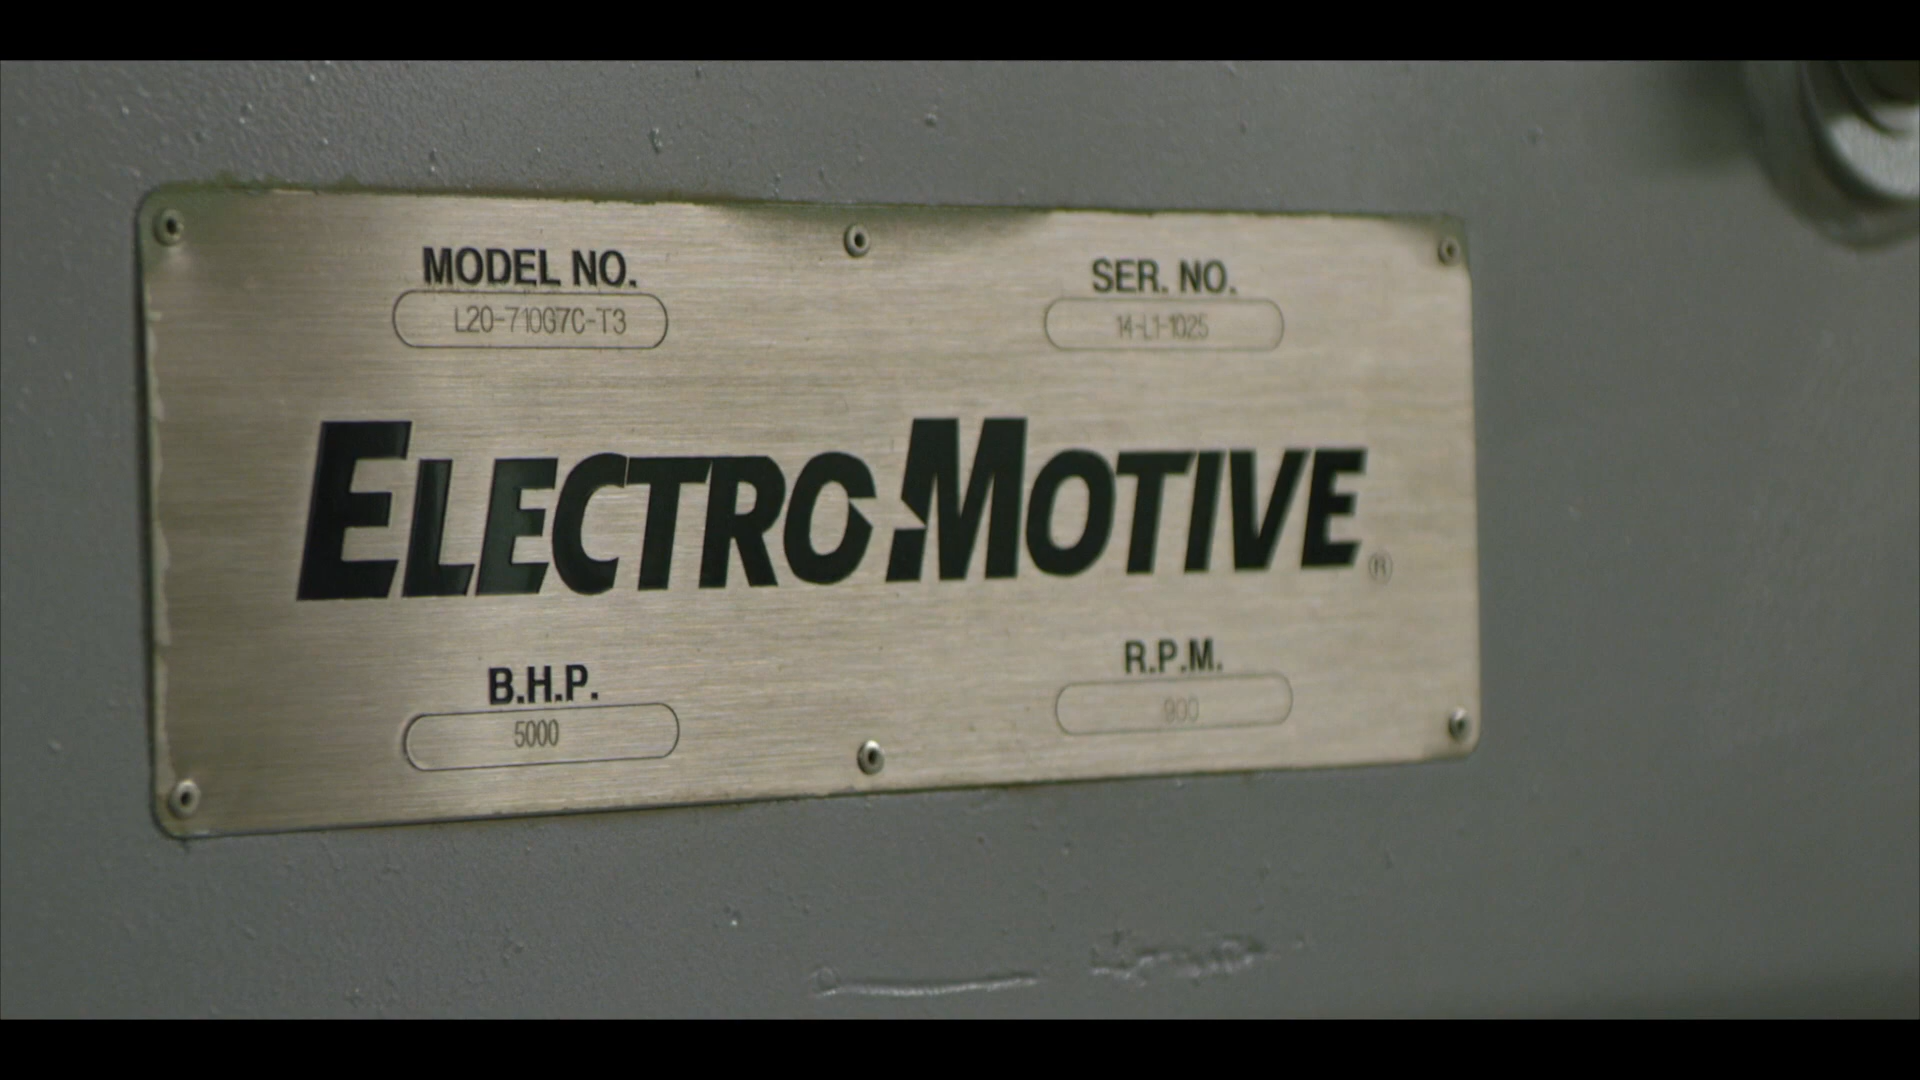 MODEL NO.
L20-710G7C-T3
SER. NO.
14-L1-1025
ELECTRO-MOTIVE ®
B.H.P.
5000
R.P.M.
900